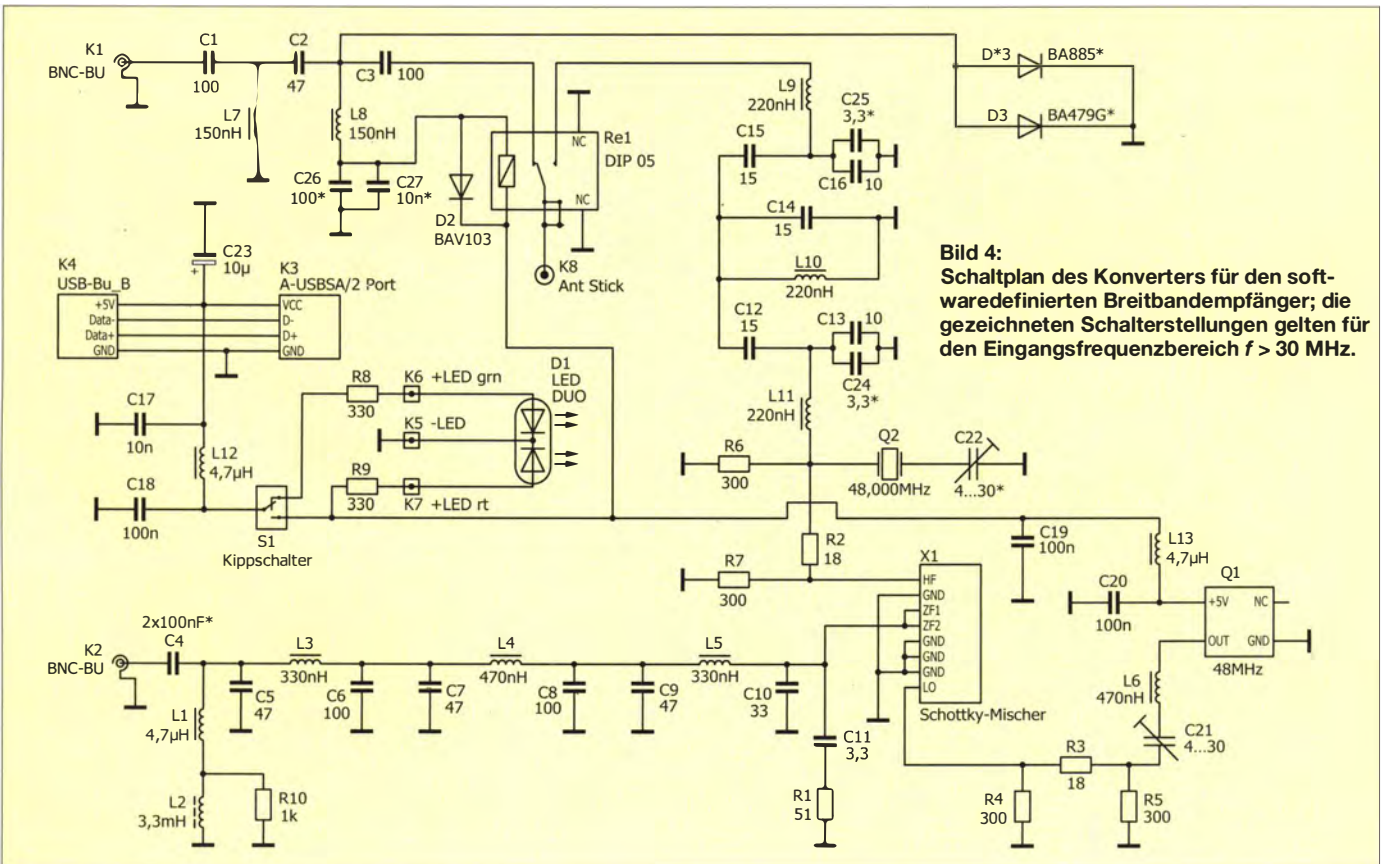 K1
BNC-BU
C1
100
C2
47
C3
100
L7
150nH
L8
150nH
C26
100*
C27
10n*
D2
BAV103
Re1
DIP 05
NC
NC
K8
Ant Stick
L9
220nH
C25
3,3*
C15
15
C16
10
C14
15
L10
220nH
C12
15
C13
10
C24
3,3*
L11
220nH
D*3
BA885*
D3
BA479G*
Bild 4:
Schaltplan des Konverters für den soft-
waredefinierten Breitbandempfänger; die
gezeichneten Schalterstellungen gelten für
den Eingangsfrequenzbereich f > 30 MHz.
C23
10µ
+
K4
USB-Bu_B
+5V
Data-
Data+
GND
K3
A-USBSA/2 Port
VCC
D-
D+
GND
C17
10n
L12
4,7µH
C18
100n
S1
Kippschalter
R8
330
K6
+LED grn
K5
-LED
R9
330
K7
+LED rt
D1
LED
DUO
R6
300
Q2
48,000MHz
C22
4...30*
R2
18
R7
300
X1
HF
GND
ZF1
ZF2
GND
GND
GND
LO
Schottky-Mischer
C19
100n
L13
4,7µH
C20
100n
Q1
+5V
NC
OUT
GND
48MHz
L6
470nH
C21
4...30
R3
18
R4
300
R5
300
K2
BNC-BU
2x100nF*
C4
L1
4,7µH
L2
3,3mH
R10
1k
C5
47
L3
330nH
C6
100
C7
47
L4
470nH
C8
100
C9
47
L5
330nH
C10
33
C11
3,3
R1
51